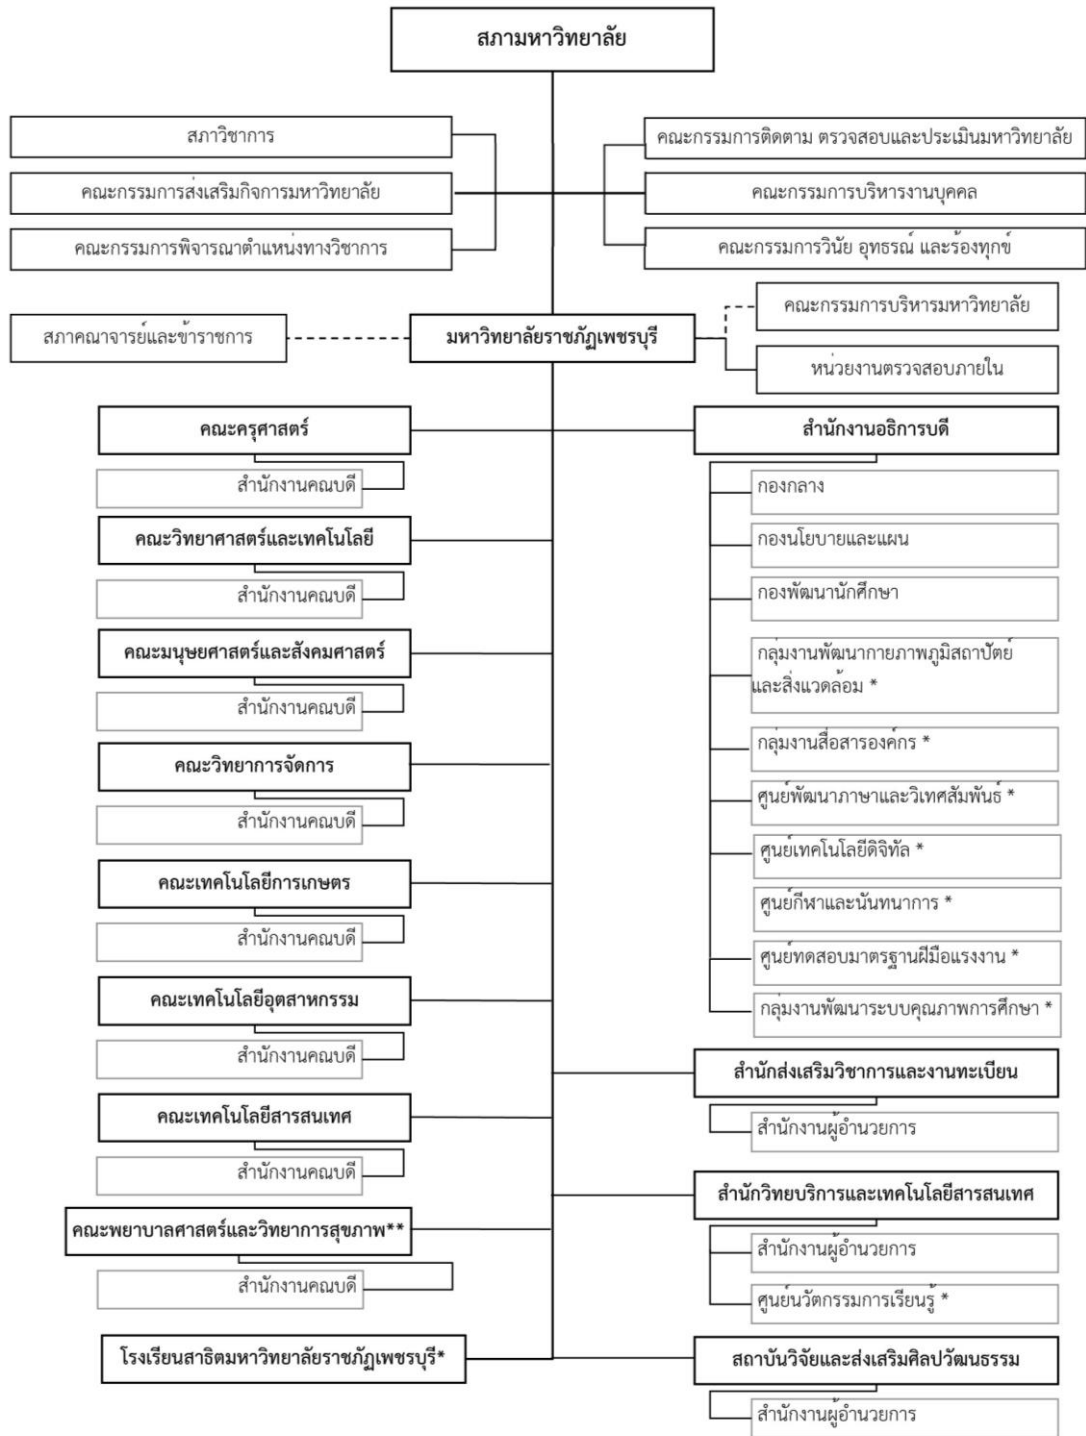 สภามหาวิทยาลัย
สภาวิชาการ
คณะกรรมการส่งเสริมกิจการมหาวิทยาลัย
คณะกรรมการพิจารณาตำแหน่งทางวิชาการ
คณะกรรมการติดตาม ตรวจสอบและประเมินมหาวิทยาลัย
คณะกรรมการบริหารงานบุคคล
คณะกรรมการวินัย อุทธรณ์ และร้องทุกข์
สภาคณาจารย์และข้าราชการ
มหาวิทยาลัยราชภัฏเพชรบุรี
คณะกรรมการบริหารมหาวิทยาลัย
หน่วยงานตรวจสอบภายใน
คณะครุศาสตร์
สำนักงานคณบดี
คณะวิทยาศาสตร์และเทคโนโลยี
สำนักงานคณบดี
คณะมนุษยศาสตร์และสังคมศาสตร์
สำนักงานคณบดี
คณะวิทยาการจัดการ
สำนักงานคณบดี
คณะเทคโนโลยีการเกษตร
สำนักงานคณบดี
คณะเทคโนโลยีอุตสาหกรรม
สำนักงานคณบดี
คณะเทคโนโลยีสารสนเทศ
สำนักงานคณบดี
คณะพยาบาลศาสตร์และวิทยาการสุขภาพ**
สำนักงานคณบดี
โรงเรียนสาธิตมหาวิทยาลัยราชภัฏเพชรบุรี*
สำนักงานอธิการบดี
กองกลาง
กองนโยบายและแผน
กองพัฒนานักศึกษา
กลุ่มงานพัฒนากายภาพภูมิสถาปัตย์
และสิ่งแวดล้อม *
กลุ่มงานสื่อสารองค์กร *
ศูนย์พัฒนาภาษาและวิเทศสัมพันธ์ *
ศูนย์เทคโนโลยีดิจิทัล *
ศูนย์กีฬาและนันทนาการ *
ศูนย์ทดสอบมาตรฐานฝีมือแรงงาน *
กลุ่มงานพัฒนาระบบคุณภาพการศึกษา *
สำนักส่งเสริมวิชาการและงานทะเบียน
สำนักงานผู้อำนวยการ
สำนักวิทยบริการและเทคโนโลยีสารสนเทศ
สำนักงานผู้อำนวยการ
ศูนย์นวัตกรรมการเรียนรู้ *
สถาบันวิจัยและส่งเสริมศิลปวัฒนธรรม
สำนักงานผู้อำนวยการ